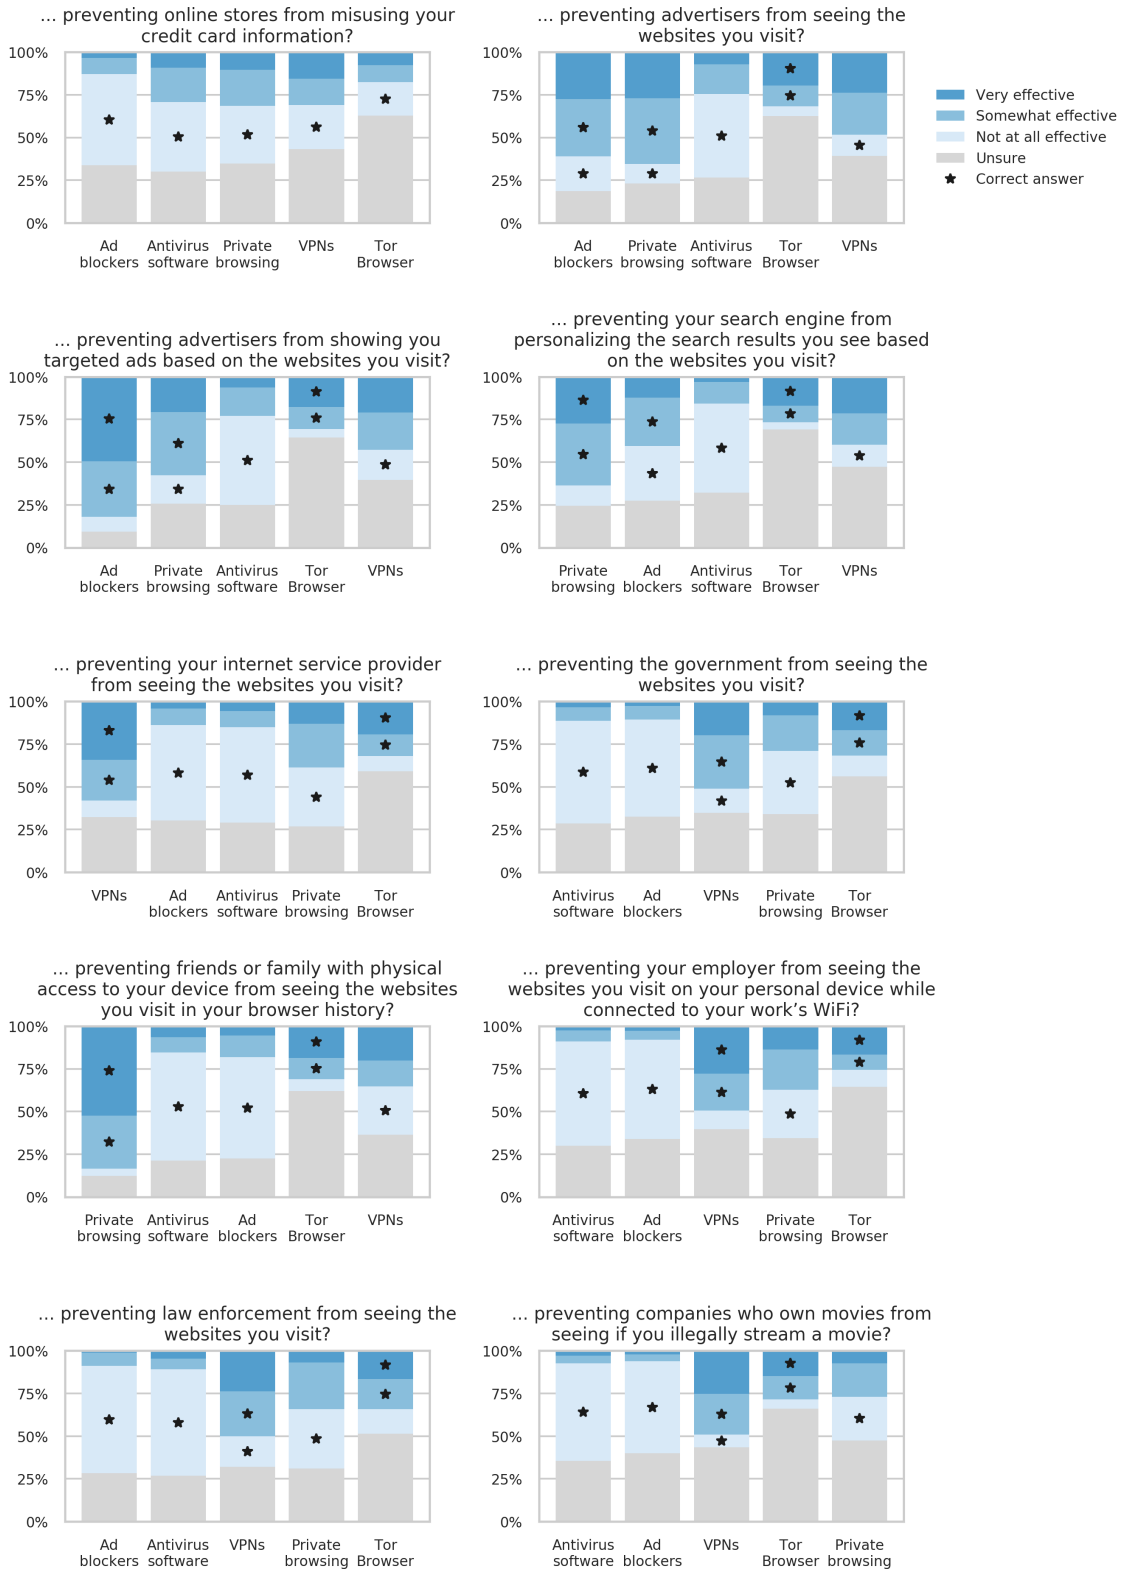 ... preventing online stores from misusing your
credit card information?
100%
75%
50%
25%
0%
Ad
blockers
Antivirus
software
Private
browsing
VPNs
Tor
Browser
... preventing advertisers from seeing the
websites you visit?
100%
75%
50%
25%
0%
Ad
blockers
Private
browsing
Antivirus
software
Tor
Browser
VPNs
Very effective
Somewhat effective
Not at all effective
Unsure
Correct answer
... preventing advertisers from showing you
targeted ads based on the websites you visit?
100%
75%
50%
25%
0%
Ad
blockers
Private
browsing
Antivirus
software
Tor
Browser
VPNs
... preventing your search engine from
personalizing the search results you see based
on the websites you visit?
100%
75%
50%
25%
0%
Private
browsing
Ad
blockers
Antivirus
software
Tor
Browser
VPNs
... preventing your internet service provider
from seeing the websites you visit?
100%
75%
50%
25%
0%
VPNs
Ad
blockers
Antivirus
software
Private
browsing
Tor
Browser
... preventing the government from seeing the
websites you visit?
100%
75%
50%
25%
0%
Antivirus
software
Ad
blockers
VPNs
Private
browsing
Tor
Browser
... preventing friends or family with physical
access to your device from seeing the websites
you visit in your browser history?
100%
75%
50%
25%
0%
Private
browsing
Antivirus
software
Ad
blockers
Tor
Browser
VPNs
... preventing your employer from seeing the
websites you visit on your personal device while
connected to your work’s WiFi?
100%
75%
50%
25%
0%
Antivirus
software
Ad
blockers
VPNs
Private
browsing
Tor
Browser
... preventing law enforcement from seeing the
websites you visit?
100%
75%
50%
25%
0%
Ad
blockers
Antivirus
software
VPNs
Private
browsing
Tor
Browser
... preventing companies who own movies from
seeing if you illegally stream a movie?
100%
75%
50%
25%
0%
Antivirus
software
Ad
blockers
VPNs
Tor
Browser
Private
browsing